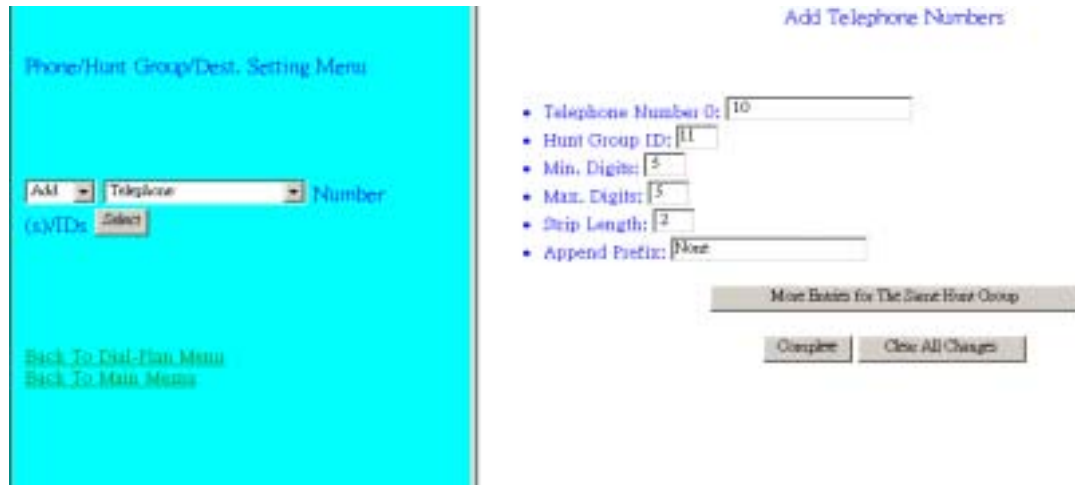 Phone/Hunt Group/Dest. Setting Menu
Add Telephone Number
(s)/IDs Select
Back To Dial-Plan Menu
Back To Main Menu
Add Telephone Numbers
Telephone Number 0: 10
Hunt Group ID: 11
Min. Digits: 5
Max. Digits: 5
Strip Length: 2
Append Prefix: None
More Entries for The Same Hunt Group
Complete Clear All Changes